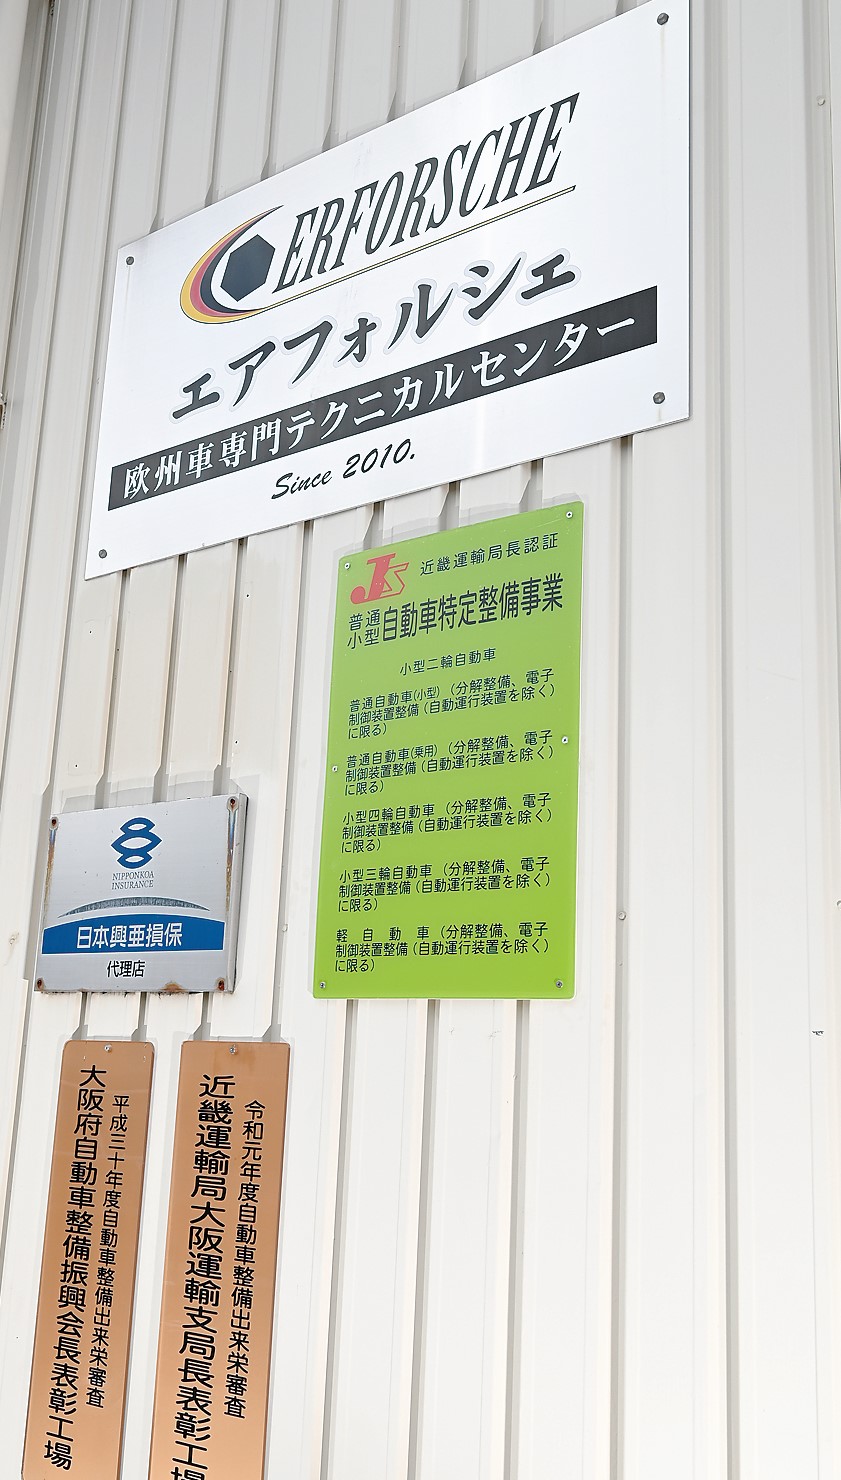 ERFORSCHE
エアフォルシェ
欧州車専門テクニカルセンター
Since 2010.
JS 近畿運輸局長認証
普通
小型
自動車特定整備事業
小型二輪自動車
普通自動車(小型)(分解整備、電子
制御装置整備(自動運行装置を除く)
に限る)
普通自動車(乗用)(分解整備、電子
制御装置整備(自動運行装置を除く)
に限る)
小型四輪自動車(分解整備、電子
制御装置整備(自動運行装置を除く)
に限る)
小型三輪自動車(分解整備、電子
制御装置整備(自動運行装置を除く)
に限る)
軽自動車(分解整備、電子
制御装置整備(自動運行装置を除く)
に限る)
NIPPONKOA
INSURANCE
日本興亜損保
代理店
令和元年度自動車整備出来栄審査
近畿運輸局大阪運輸支局長表彰工場
平成三十年度自動車整備出来栄審査
大阪府自動車整備振興会長表彰工場